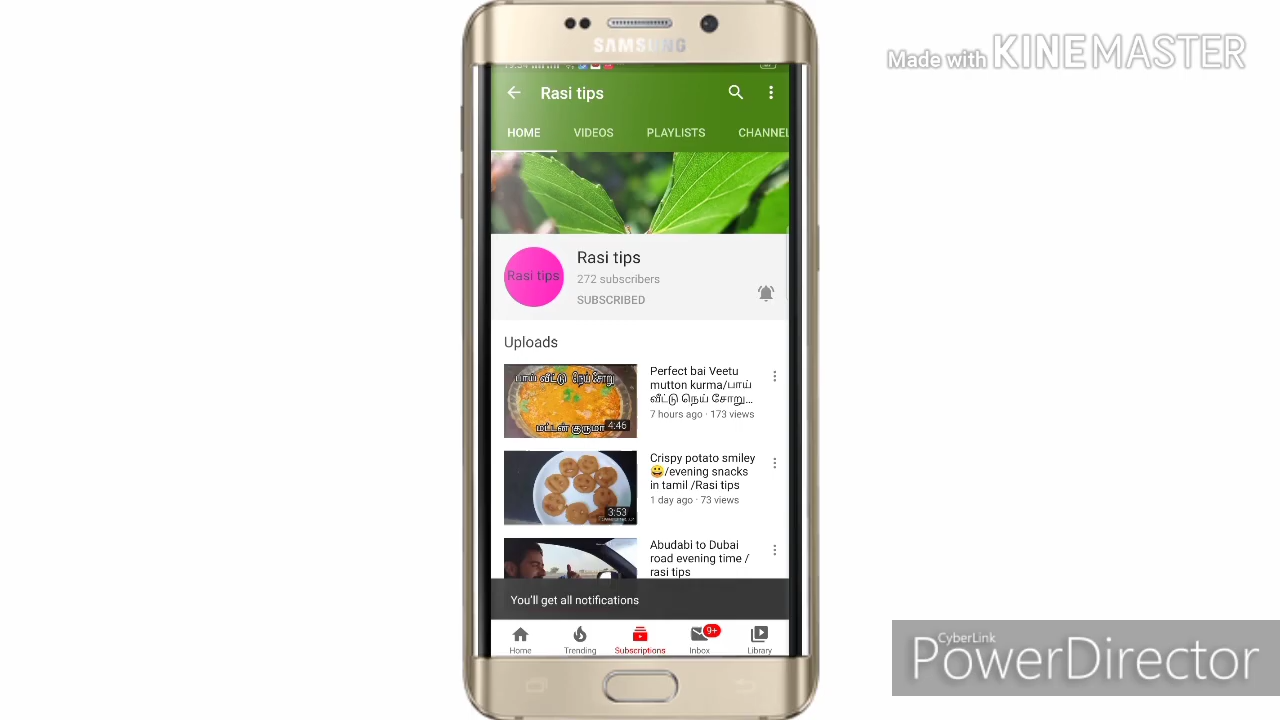 SAMSUNG
Made with KINEMASTER
Rasi tips
HOME VIDEOS PLAYLISTS CHANNEL
Rasi tips
Rasi tips
272 subscribers
SUBSCRIBED
Uploads
பாய் வீட்டு நெய் சோறு
மட்டன் குருமா
4:46
Perfect bai Veetu
mutton kurma/பாய்
வீட்டு நெய் சோறு...
7 hours ago · 173 views
3:53
Crispy potato smiley
😀/evening snacks
in tamil /Rasi tips
1 day ago · 73 views
Abudabi to Dubai
road evening time /
rasi tips
You'll get all notifications
Home Trending Subscriptions Inbox 9+ Library
CyberLink
PowerDirector